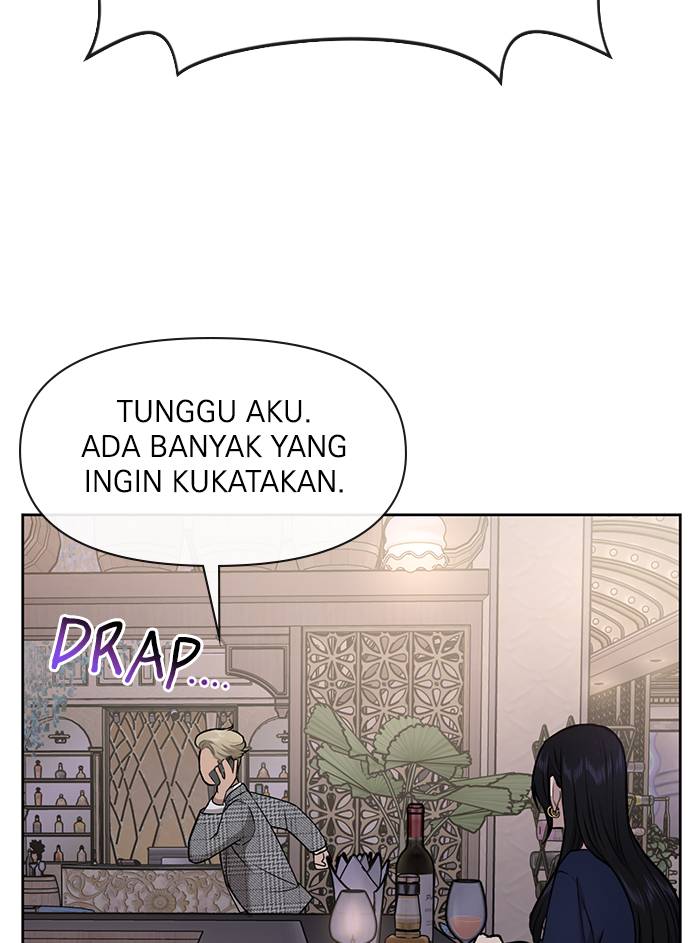 TUNGGU AKU.
ADA BANYAK YANG
INGIN KUKATAKAN.
DRAP....